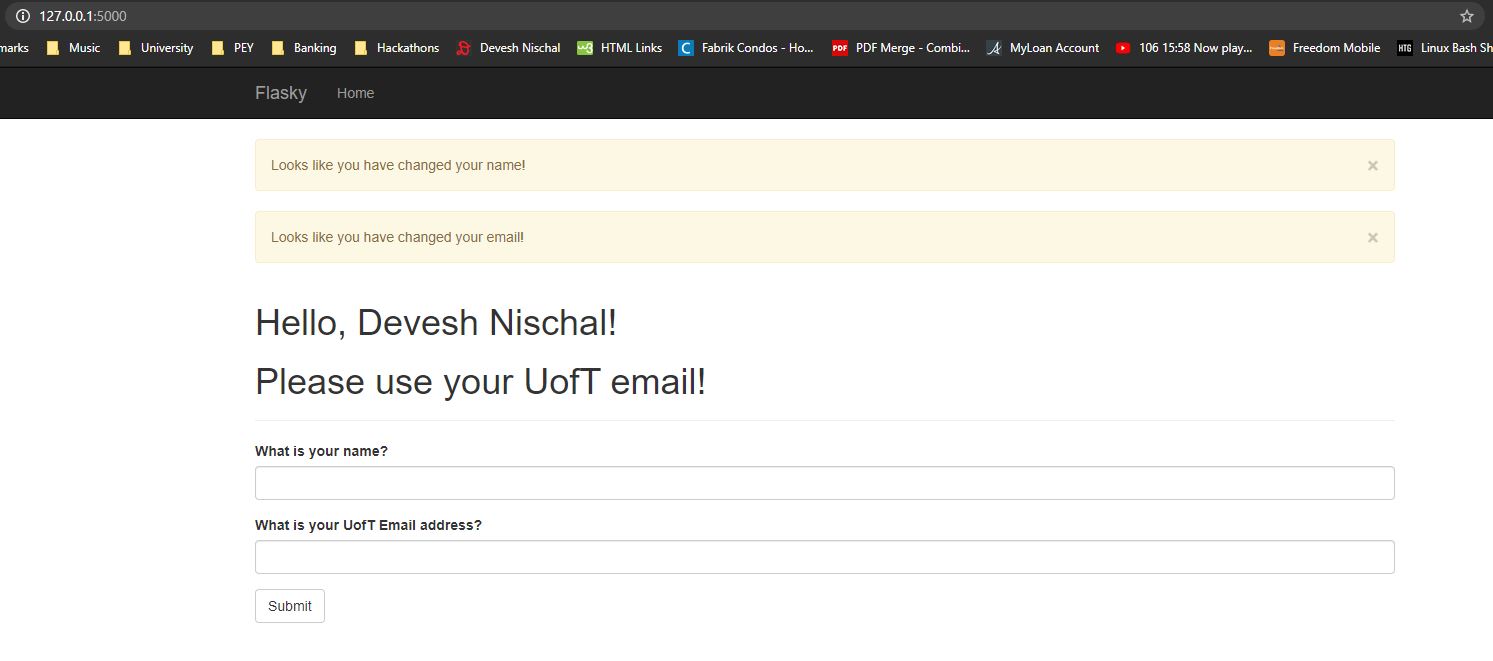 127.0.0.1:5000
marks Music University PEY Banking Hackathons Devesh Nischal HTML Links Fabrik Condos - Ho... PDF PDF Merge - Combi... MyLoan Account 106 15:58 Now play... Freedom Mobile HTG Linux Bash Sh
Flasky Home
Looks like you have changed your name! ×
Looks like you have changed your email! ×
Hello, Devesh Nischal!
Please use your UofT email!
What is your name?
What is your UofT Email address?
Submit